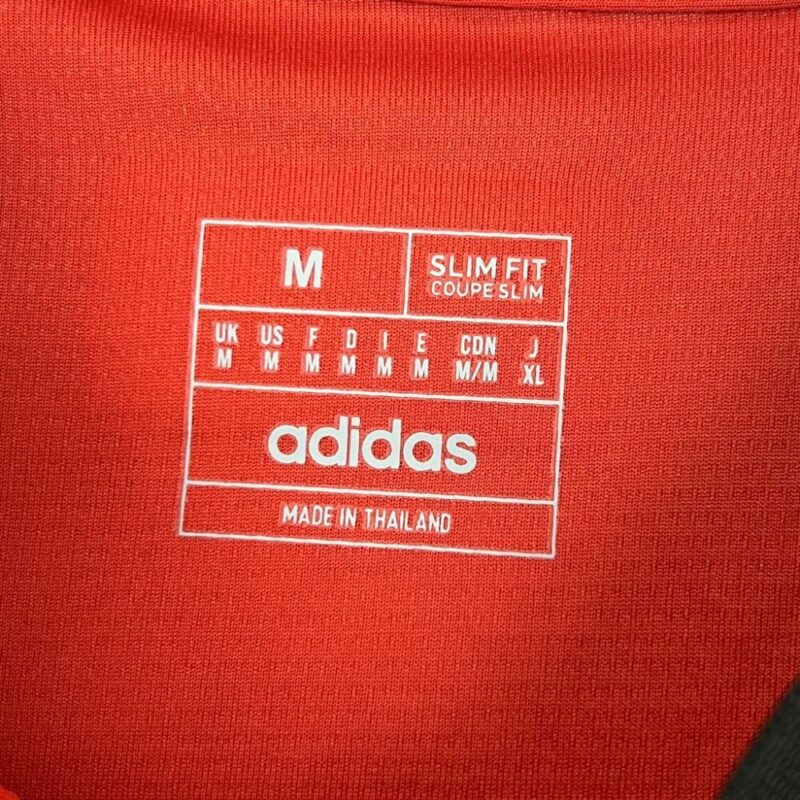 M
SLIM FIT
COUPE SLIM
UK US F D I E CDN J
M M M M M M M/M XL
adidas
MADE IN THAILAND